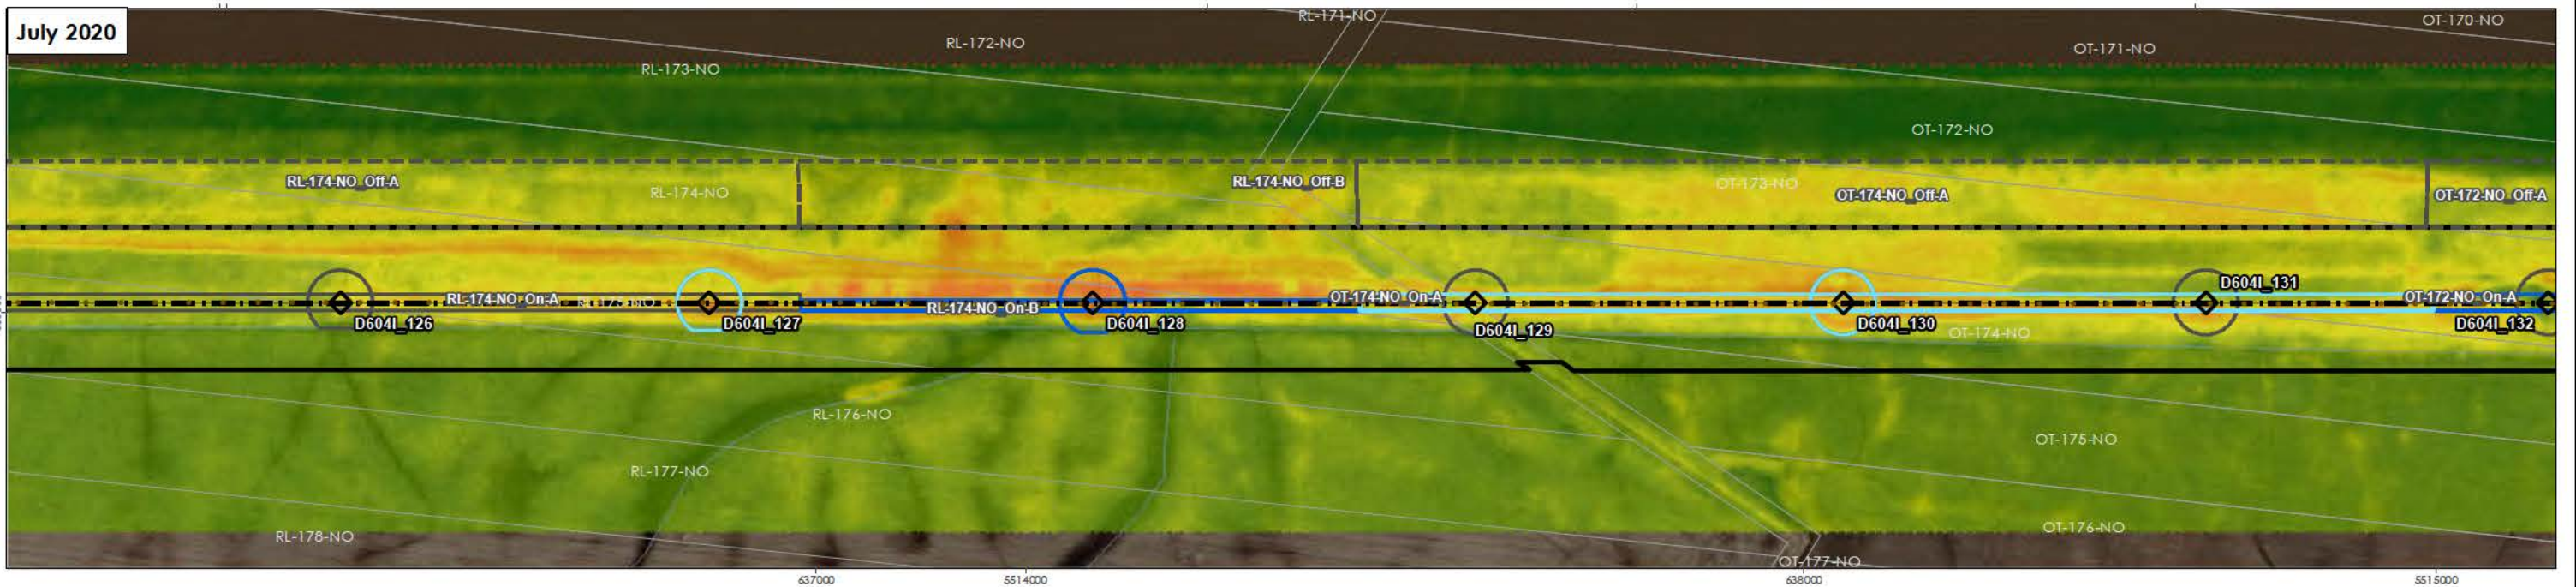 July 2020
RL-171-NO
OT-170-NO
RL-172-NO
OT-171-NO
RL-173-NO
OT-172-NO
RL-174-NO_Off-A
RL-174-NO
RL-174-NO_Off-B
OT-173-NO
OT-174-NO_Off-A
OT-172-NO_Off-A
D604I_131
RL-174-NO_On-A
RL-175-NO
RL-174-NO_On-B
OT-174-NO_On-A
OT-172-NO_On-A
D604I_126
D604I_127
D604I_128
D604I_129
D604I_130
OT-174-NO
D604I_132
RL-176-NO
OT-175-NO
RL-177-NO
OT-176-NO
RL-178-NO
OT-177-NO
637000
5514000
638000
5515000